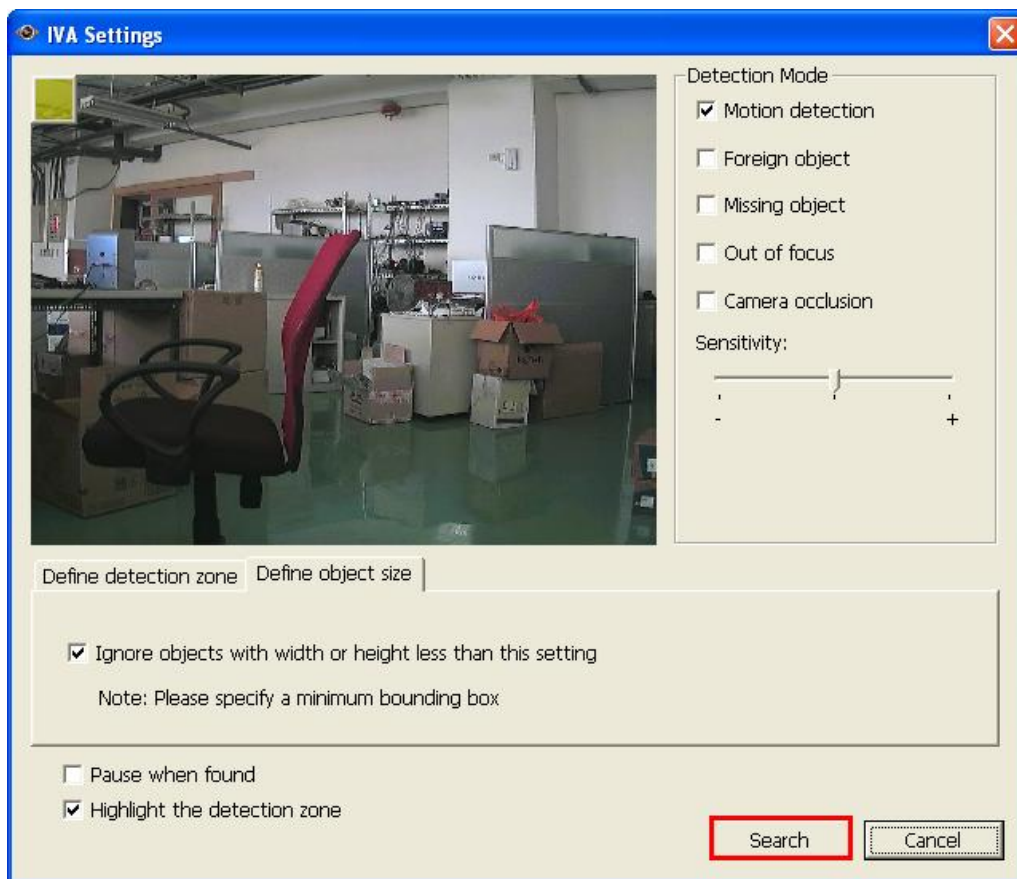 IVA Settings
Detection Mode
Motion detection
Foreign object
Missing object
Out of focus
Camera occlusion
Sensitivity:
- +
Define detection zone Define object size
Ignore objects with width or height less than this setting
Note: Please specify a minimum bounding box
Pause when found
Highlight the detection zone
Search Cancel